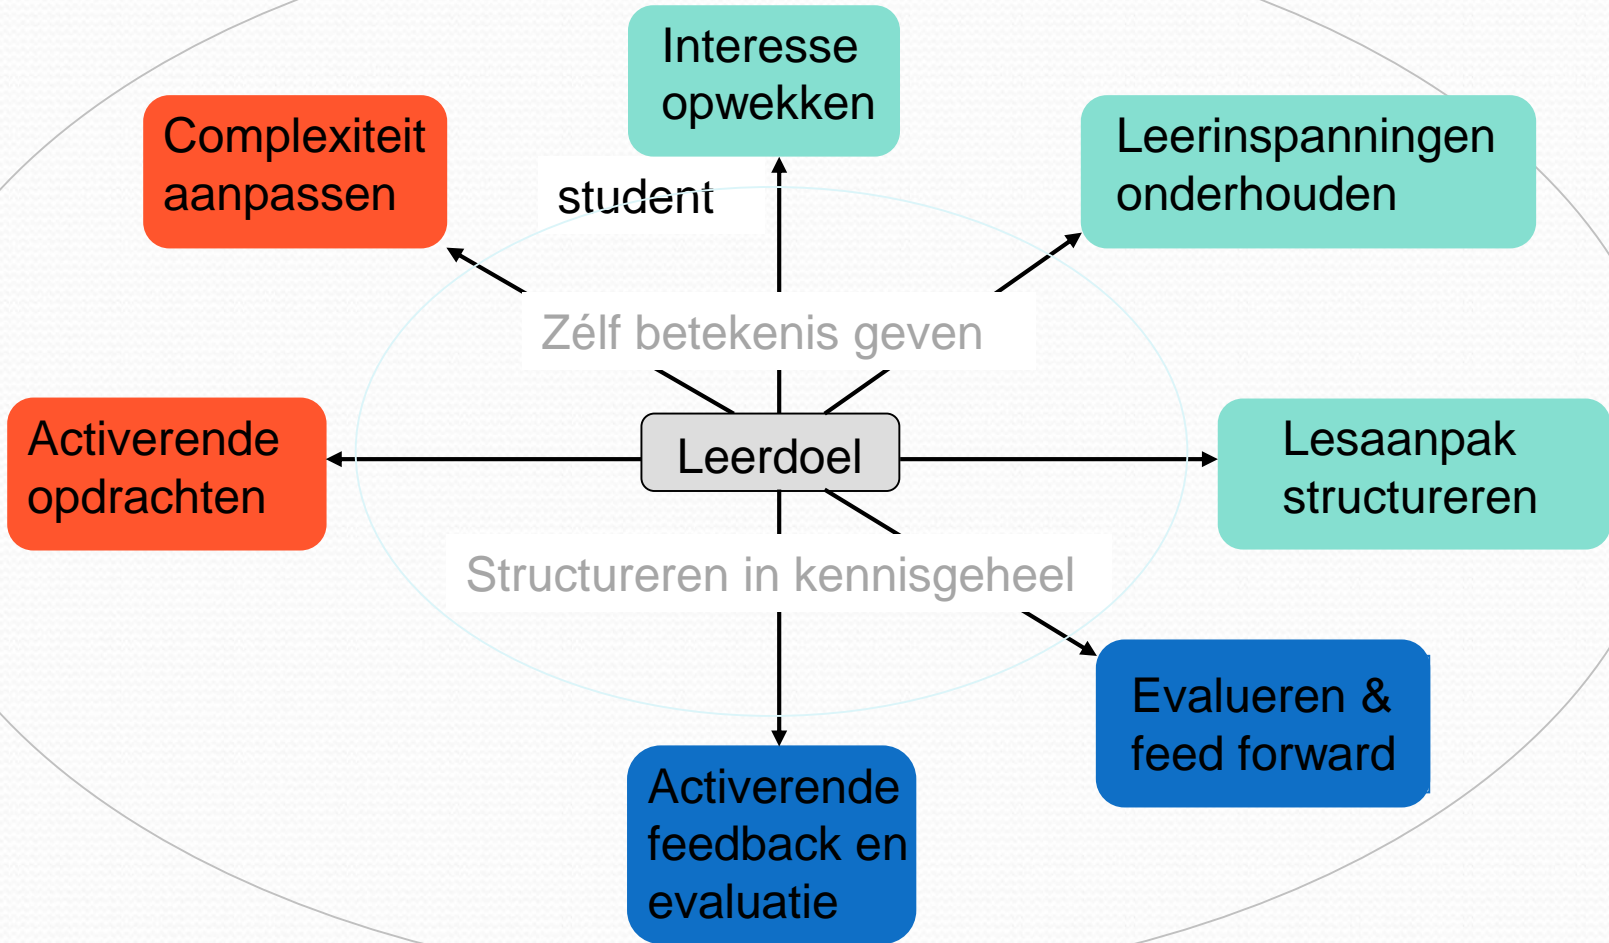 Interesse
opwekken
Complexiteit
aanpassen
Leerinspanningen
onderhouden
student
Zélf betekenis geven
Activerende
opdrachten
Leerdoel
Lesaanpak
structureren
Structureren in kennisgeheel
Evalueren &
feed forward
Activerende
feedback en
evaluatie